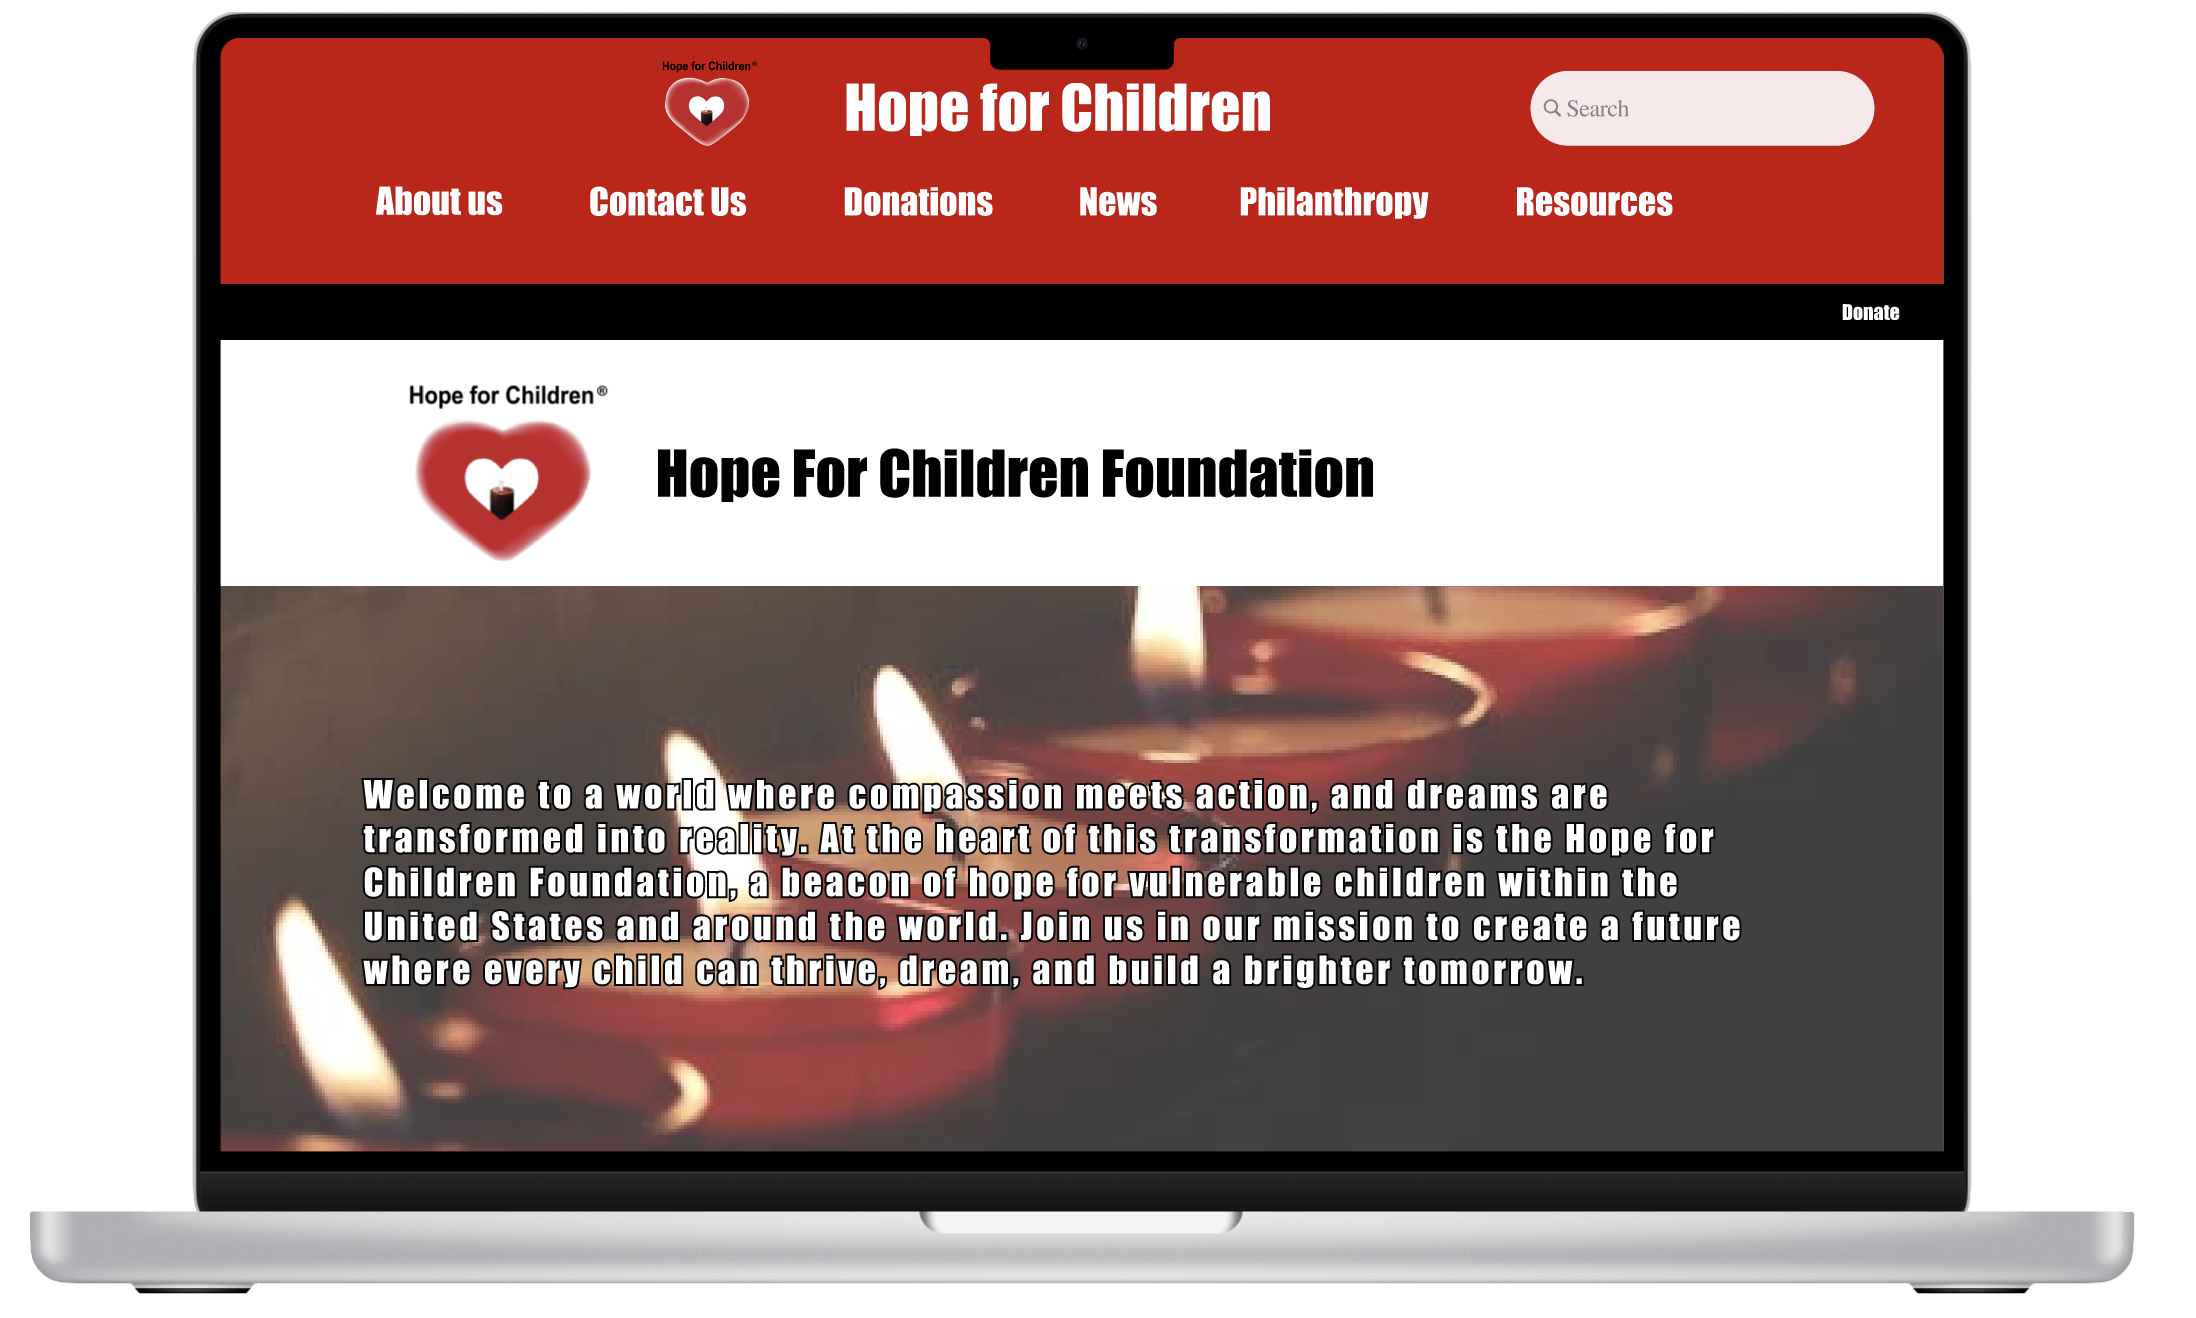 Hope for Children®
Hope for Children
Search
About us Contact Us Donations News Philanthropy Resources
Donate
Hope for Children®
Hope For Children Foundation
Welcome to a world where compassion meets action, and dreams are
transformed into reality. At the heart of this transformation is the Hope for
Children Foundation, a beacon of hope for vulnerable children within the
United States and around the world. Join us in our mission to create a future
where every child can thrive, dream, and build a brighter tomorrow.